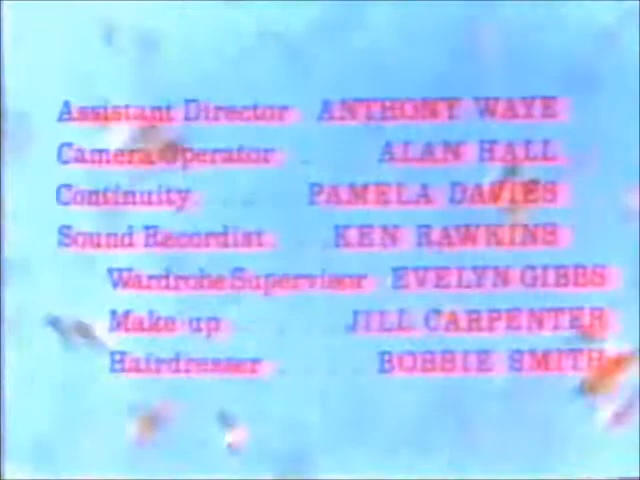 Assistant Director ANTHONY WAYE
Camera Operator ALAN HALL
Continuity PAMELA DAVIES
Sound Recordist KEN RAWKINS
Wardrobe Supervisor EVELYN GIBBS
Make-up JILL CARPENTER
Hairdresser BOBBIE SMITH